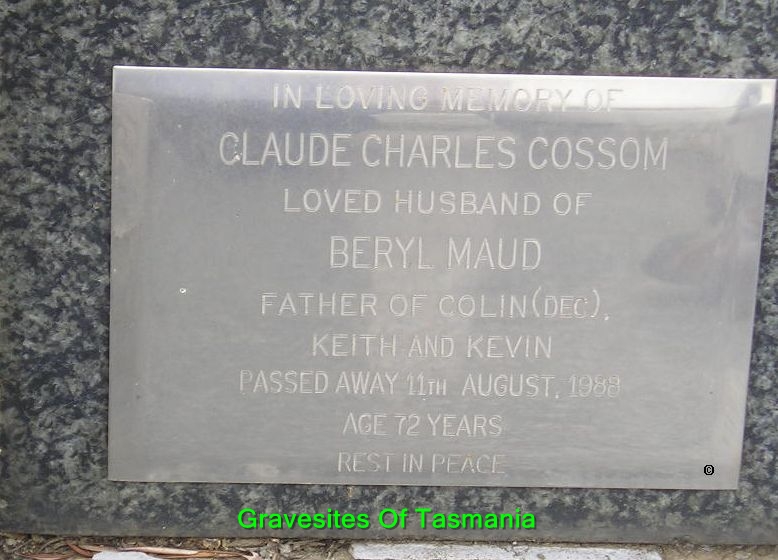 IN LOVING MEMORY OF
CLAUDE CHARLES COSSOM
LOVED HUSBAND OF
BERYL MAUD
FATHER OF COLIN (DEC),
KEITH AND KEVIN
PASSED AWAY 11TH AUGUST, 1988
AGE 72 YEARS
REST IN PEACE
©
Gravesites Of Tasmania